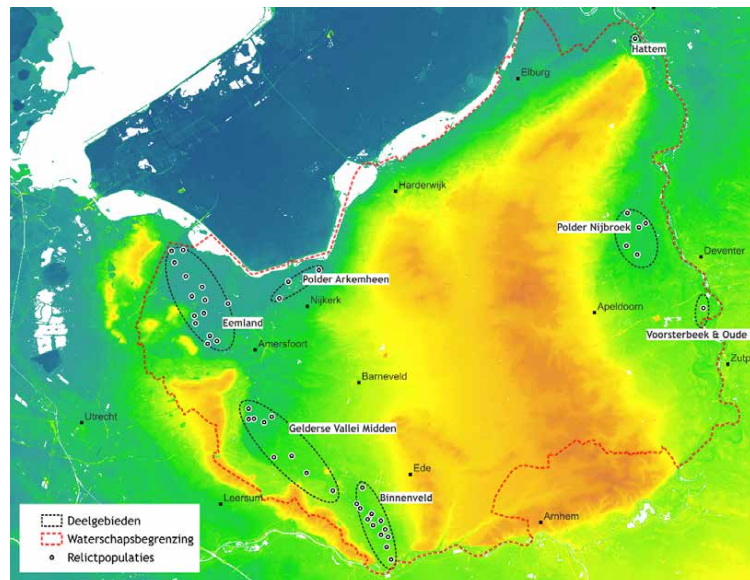 Hattem
Elburg
Harderwijk
Polder Nijbroek
Deventer
Polder Arkemheen
Nijkerk
Apeldoorn
Eemland
Voorsterbeek & Oude
Amersfoort
Zutp
Barneveld
Utrecht
Gelderse Vallei Midden
Ede
Binnenveld
Leersum
Arnhem
Deelgebieden
Waterschapsbegrenzing
Relictpopulaties